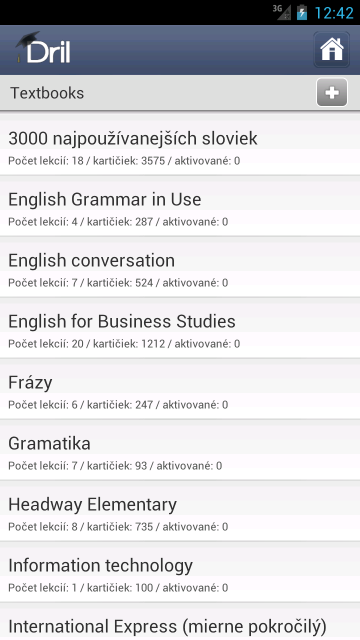 3G 12:42
Dril
Textbooks
3000 najpoužívanejších sloviek
Počet lekcií: 18 / kartičiek: 3575 / aktivované: 0
English Grammar in Use
Počet lekcií: 4 / kartičiek: 287 / aktivované: 0
English conversation
Počet lekcií: 7 / kartičiek: 524 / aktivované: 0
English for Business Studies
Počet lekcií: 20 / kartičiek: 1212 / aktivované: 0
Frázy
Počet lekcií: 6 / kartičiek: 247 / aktivované: 0
Gramatika
Počet lekcií: 7 / kartičiek: 93 / aktivované: 0
Headway Elementary
Počet lekcií: 8 / kartičiek: 735 / aktivované: 0
Information technology
Počet lekcií: 1 / kartičiek: 100 / aktivované: 0
International Express (mierne pokročilý)